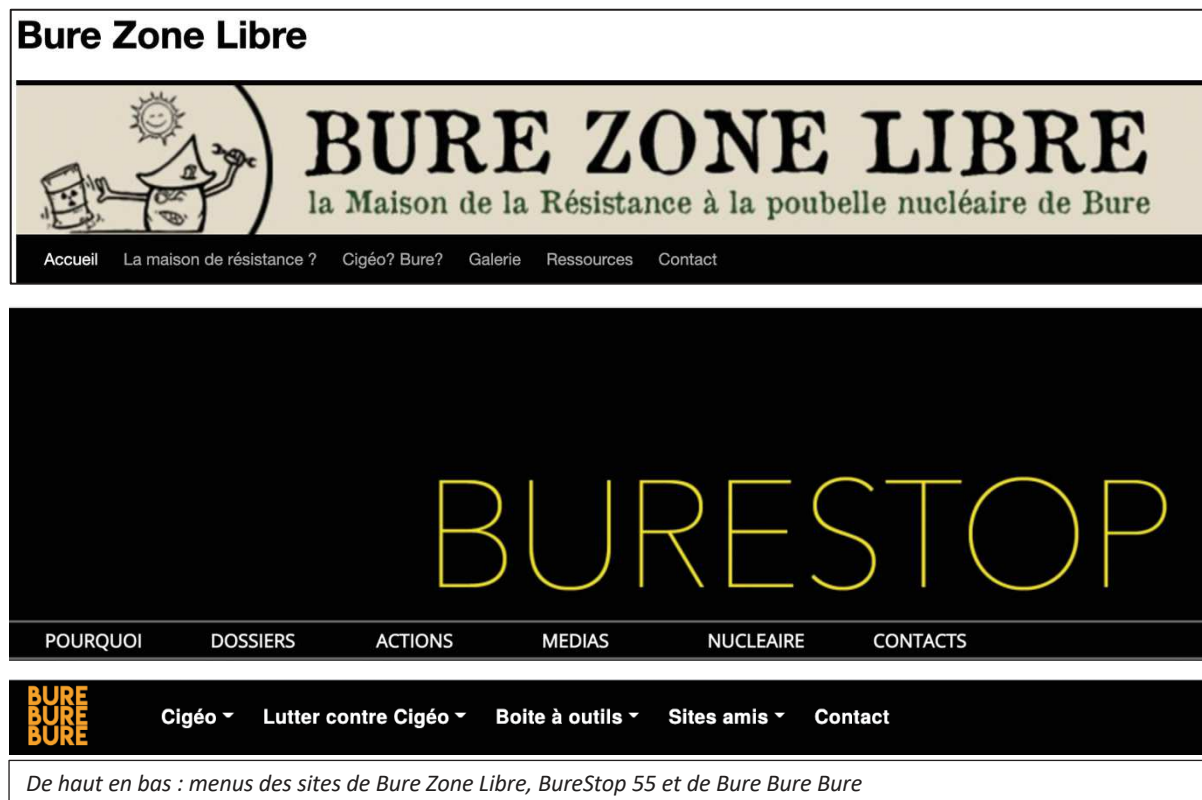 Bure Zone Libre
BURE ZONE LIBRE
la Maison de la Résistance à la poubelle nucléaire de Bure
Accueil La maison de résistance ? Cigéo? Bure? Galerie Ressources Contact
BURESTOP
POURQUOI DOSSIERS ACTIONS MEDIAS NUCLEAIRE CONTACTS
BURE
BURE
BURE
Cigéo Lutter contre Cigéo Boite à outils Sites amis Contact
De haut en bas : menus des sites de Bure Zone Libre, BureStop 55 et de Bure Bure Bure